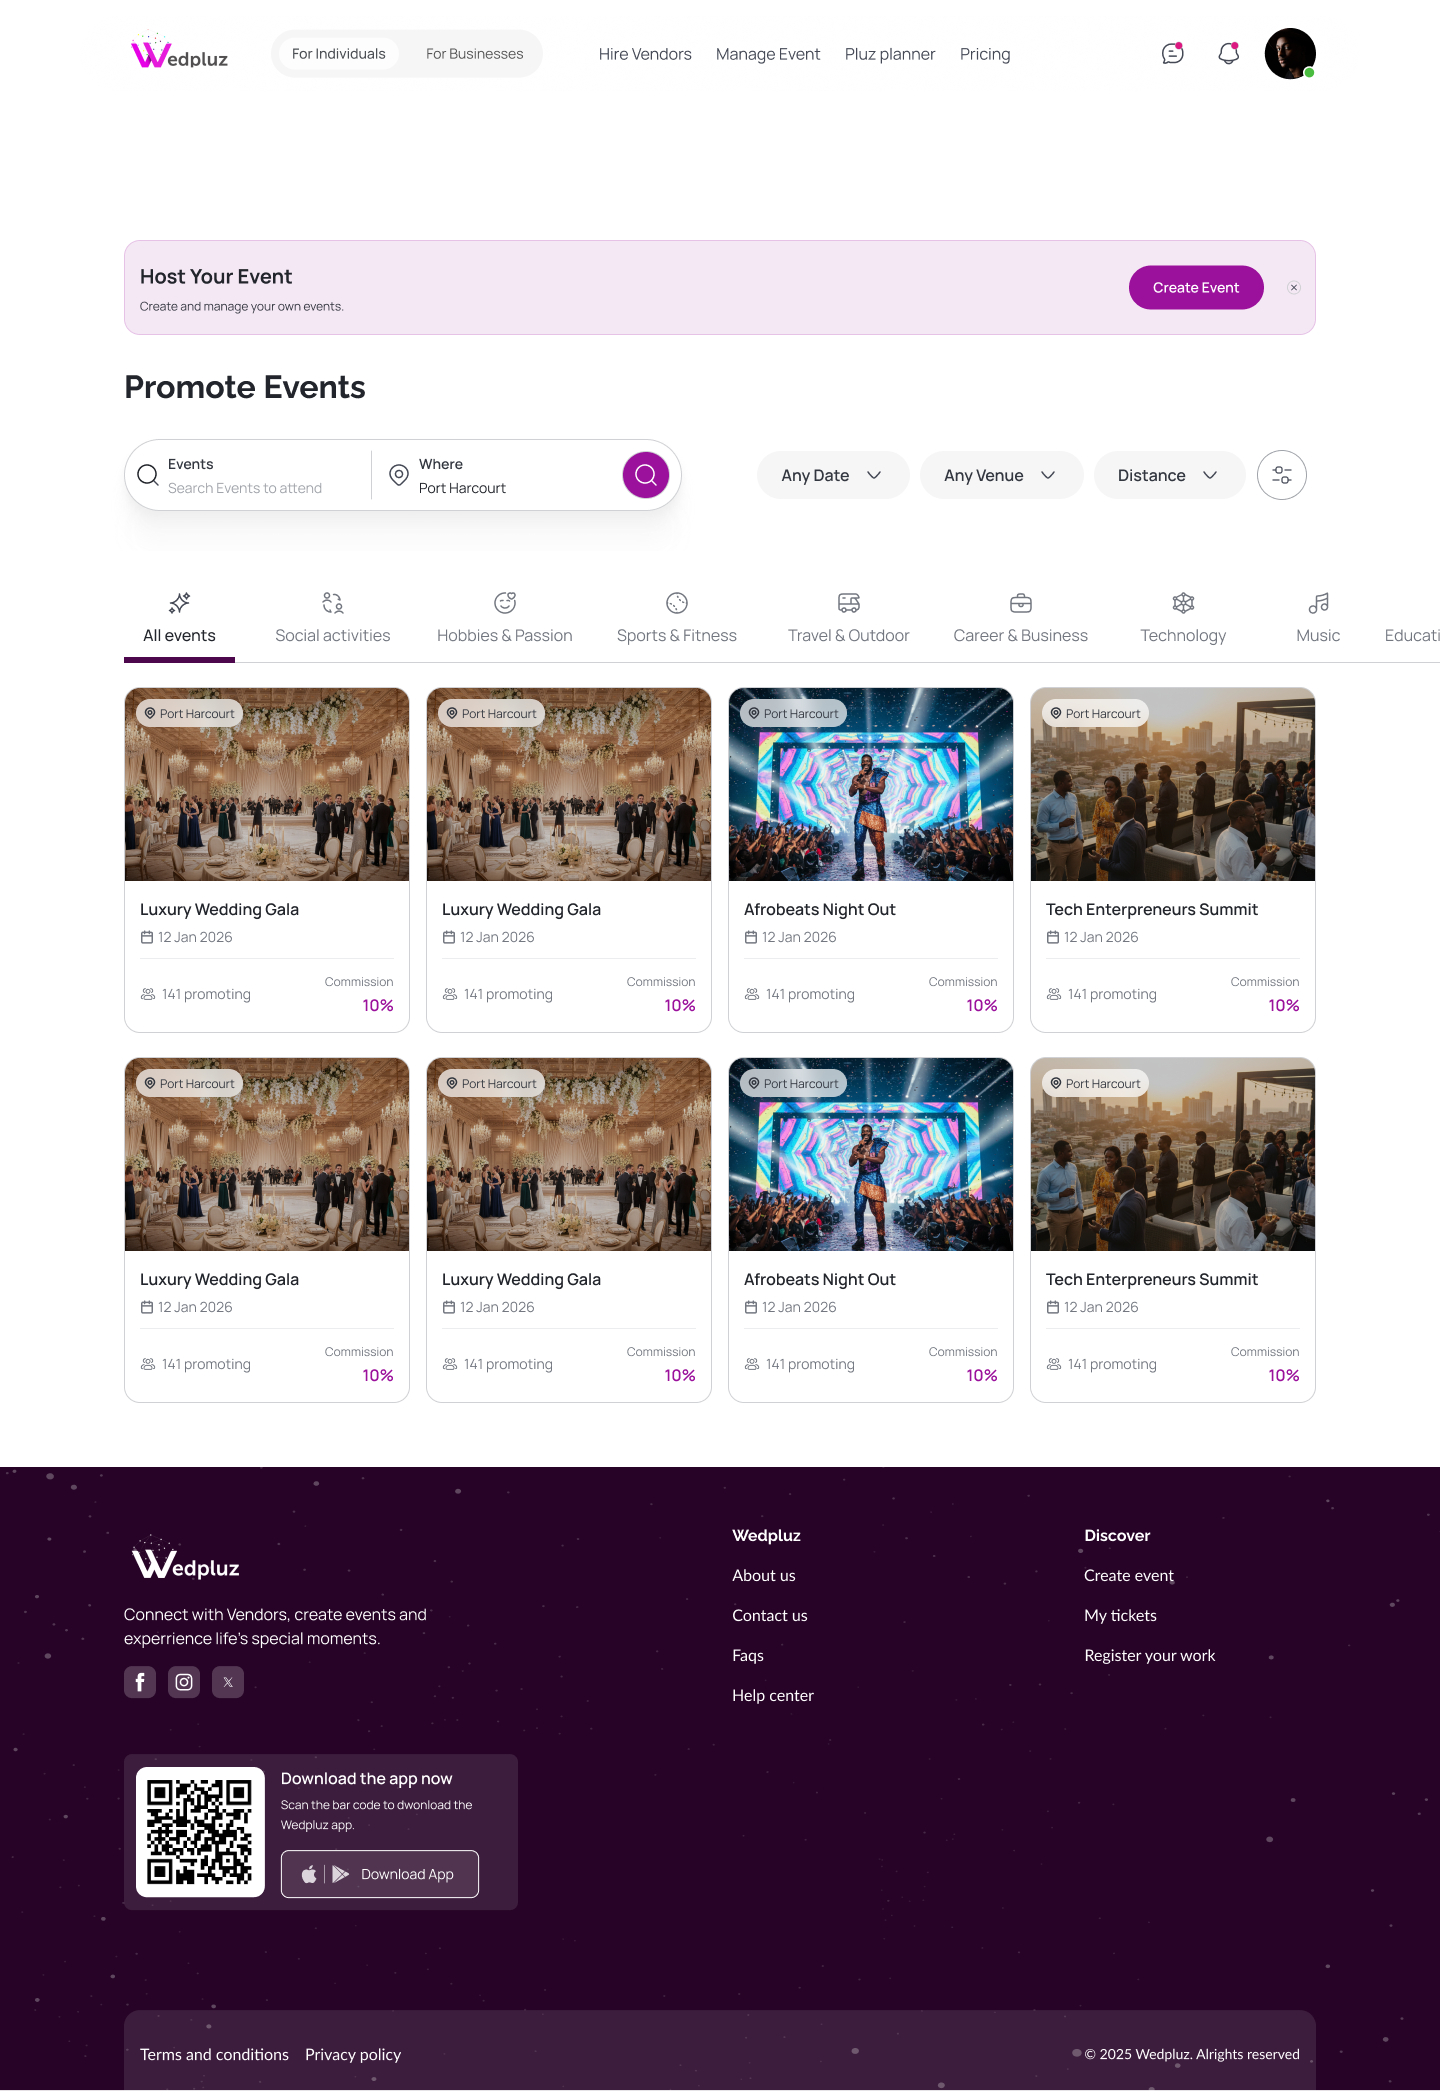 Wedpluz
For Individuals
For Businesses
Hire Vendors
Manage Event
Pluz planner
Pricing
Host Your Event
Create and manage your own events.
Create Event
Promote Events
Events
Search Events to attend
Where
Port Harcourt
Any Date
Any Venue
Distance
All events
Social activities
Hobbies & Passion
Sports & Fitness
Travel & Outdoor
Career & Business
Technology
Music
Educati
Port Harcourt
Luxury Wedding Gala
12 Jan 2026
141 promoting
Commission
10%
Port Harcourt
Luxury Wedding Gala
12 Jan 2026
141 promoting
Commission
10%
Port Harcourt
Afrobeats Night Out
12 Jan 2026
141 promoting
Commission
10%
Port Harcourt
Tech Enterpreneurs Summit
12 Jan 2026
141 promoting
Commission
10%
Port Harcourt
Luxury Wedding Gala
12 Jan 2026
141 promoting
Commission
10%
Port Harcourt
Luxury Wedding Gala
12 Jan 2026
141 promoting
Commission
10%
Port Harcourt
Afrobeats Night Out
12 Jan 2026
141 promoting
Commission
10%
Port Harcourt
Tech Enterpreneurs Summit
12 Jan 2026
141 promoting
Commission
10%
Wedpluz
Connect with Vendors, create events and
experrience life's special moments.
Wedpluz
About us
Contact us
Faqs
Help center
Discover
Create event
My tickets
Register your work
Download the app now
Scan the bar code to dwonload the
Wedpluz app.
Download App
Terms and conditions
Privacy policy
© 2025 Wedpluz. Alrights reserved